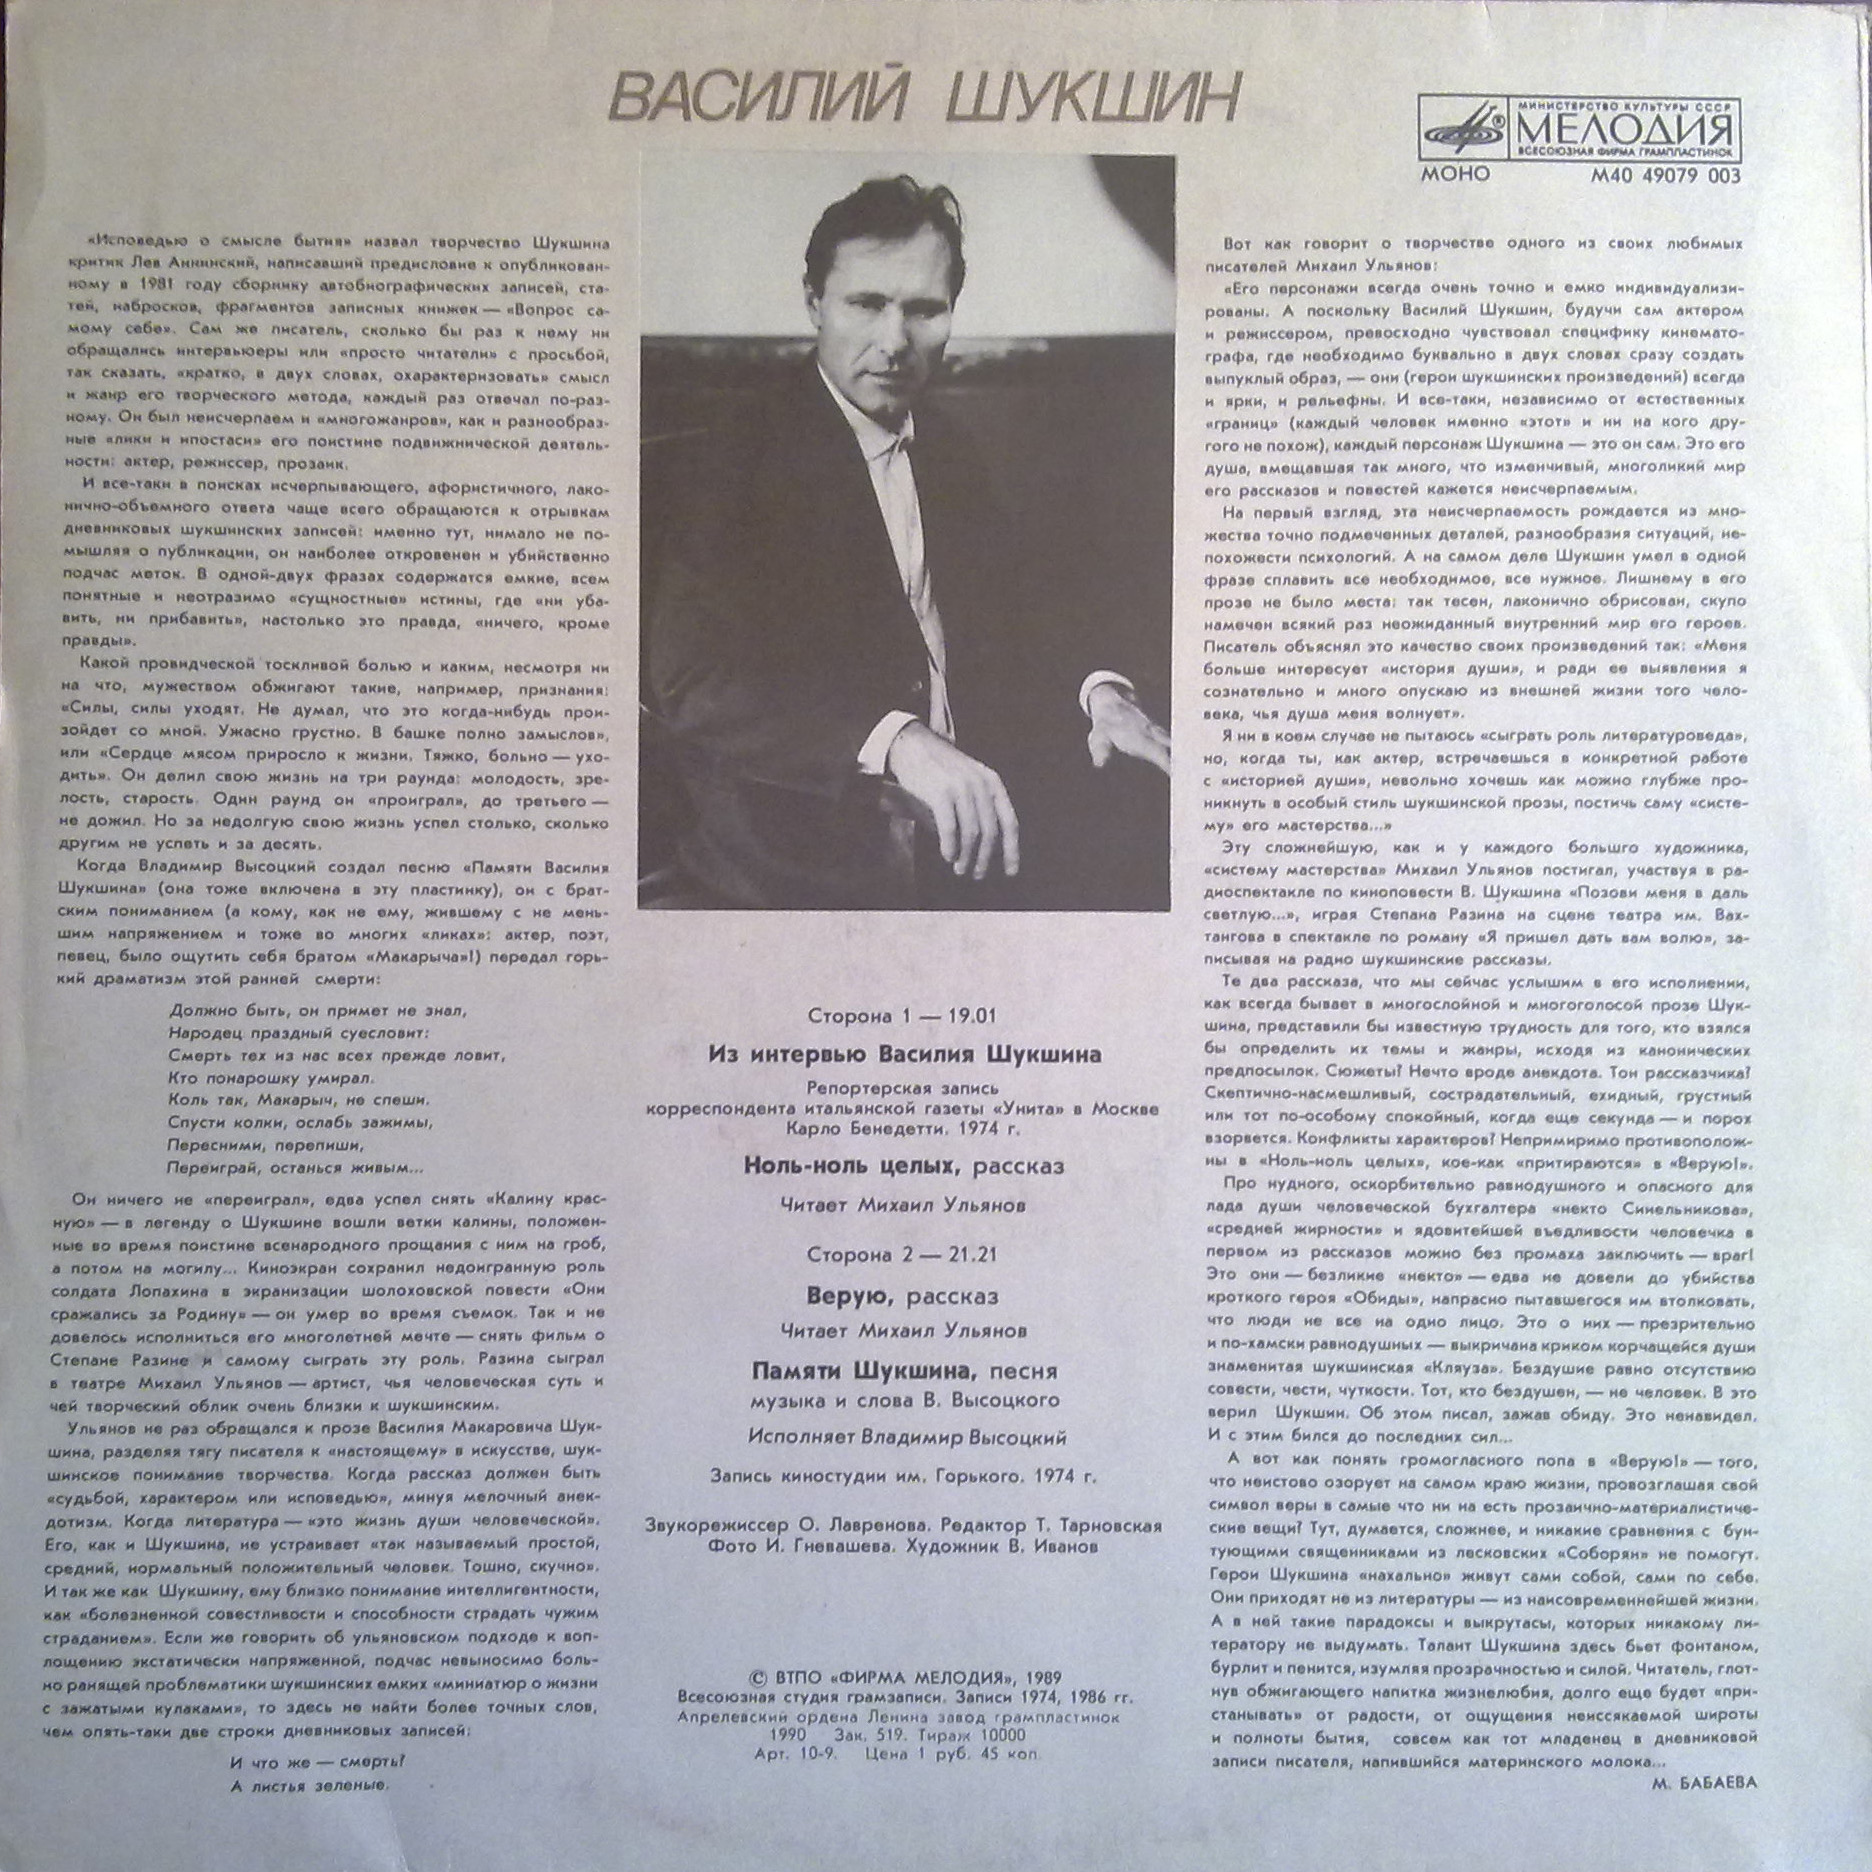 ВАСИЛИЙ ШУКШИН
МИНИСТЕРСТВО КУЛЬТУРЫ СССР
МЕЛОДИЯ
ВСЕСОЮЗНАЯ ФИРМА ГРАМПЛАСТИНОК
МОНО М40 49079 003
«Исповедью о смысле бытия» назвал творчество Шукшина
критик Лев Аннинский, написавший предисловие к опубликован-
ному в 1981 году сборнику автобиографических записей, ста-
тей, набросков, фрагментов записных книжек — «Вопрос са-
мому себе». Сам же писатель, сколько бы раз к нему ни
обращались интервьюеры или «просто читатели» с просьбой,
так сказать, «кратко, в двух словах, охарактеризовать» смысл
и жанр его творческого метода, каждый раз отвечал по-раз-
ному. Он был неисчерпаем и «многожанров», как и разнообраз-
ные «лики и ипостаси» его поистине подвижнической деятель-
ности: актер, режиссер, прозаик.
И все-таки в поисках исчерпывающего, афористичного, лако-
нично-объемного ответа чаще всего обращаются к отрывкам
дневниковых шукшинских записей: именно тут, нимало не по-
мышляя о публикации, он наиболее откровенен и убийственно
подчас меток. В одной-двух фразах содержатся емкие, всем
понятные и неотразимо «сущностные» истины, где «ни уба-
вить, ни прибавить», настолько это правда, «ничего, кроме
правды».
Какой провидческой тоскливой болью и каким, несмотря ни
на что, мужеством обжигают такие, например, признания:
«Силы, силы уходят. Не думал, что это когда-нибудь прои-
зойдет со мной. Ужасно грустно. В башке полно замыслов»,
или «Сердце мясом приросло к жизни. Тяжко, больно — ухо-
дить». Он делил свою жизнь на три раунда: молодость, зре-
лость, старость. Один раунд он «проиграл», до третьего —
не дожил. Но за недолгую свою жизнь успел столько, сколько
другим не успеть и за десять.
Когда Владимир Высоцкий создал песню «Памяти Василия
Шукшина» (она тоже включена в эту пластинку), он с брат-
ским пониманием (а кому, как не ему, жившему с не мень-
шим напряжением и тоже во многих «ликах»: актер, поэт,
певец, было ощутить себя братом «Макарыча»!) передал горь-
кий драматизм этой ранней смерти:
Должно быть, он примет не знал,
Народец праздный суесловит:
Смерть тех из нас всех прежде ловит,
Кто понарошку умирал.
Коль так, Макарыч, не спеши.
Спусти колки, ослабь зажимы,
Пересними, перепиши,
Переиграй, останься живым...
Он ничего не «переиграл», едва успел снять «Калину крас-
ную» — в легенду о Шукшине вошли ветки калины, положен-
ные во время поистине всенародного прощания с ним на гроб,
а потом на могилу... Киноэкран сохранил недоигранную роль
солдата Лопахина в экранизации шолоховской повести «Они
сражались за Родину» — он умер во время съемок. Так и не
довелось исполниться его многолетней мечте — снять фильм о
Степане Разине и самому сыграть эту роль. Разина сыграл
в театре Михаил Ульянов — артист, чья человеческая суть и
чей творческий облик очень близки к шукшинским.
Ульянов не раз обращался к прозе Василия Макаровича Шук-
шина, разделяя тягу писателя к «настоящему» в искусстве, шук-
шинское понимание творчества. Когда рассказ должен быть
«судьбой, характером или исповедью», минуя мелочный анек-
дотизм. Когда литература — «это жизнь души человеческой».
Его, как и Шукшина, не устраивает «так называемый простой,
средний, нормальный положительный человек. Тошно, скучно».
И так же как Шукшину, ему близко понимание интеллигентности,
как «болезненной совестливости и способности страдать чужим
страданием». Если же говорить об ульяновском подходе к воп-
лощению экстатически напряженной, подчас невыносимо боль-
но ранящей проблематики шукшинских емких «миниатюр о жизни
с зажатыми кулаками», то здесь не найти более точных слов,
чем опять-таки две строки дневниковых записей:
И что же — смерть?
А листья зеленые.
Сторона 1 — 19.01
Из интервью Василия Шукшина
Репортерская запись
корреспондента итальянской газеты «Унита» в Москве
Карло Бенедетти. 1974 г.
Ноль-ноль целых, рассказ
Читает Михаил Ульянов
Сторона 2 — 21.21
Верую, рассказ
Читает Михаил Ульянов
Памяти Шукшина, песня
музыка и слова В. Высоцкого
Исполняет Владимир Высоцкий
Запись киностудии им. Горького. 1974 г.
Звукорежиссер О. Лавренова. Редактор Т. Тарновская
Фото И. Гневашева. Художник В. Иванов
© ВТПО «ФИРМА МЕЛОДИЯ», 1989
Всесоюзная студия грамзаписи. Записи 1974, 1986 гг.
Апрелевский ордена Ленина завод грампластинок
1990 Зак. 519. Тираж 10000
Арт. 10-9. Цена 1 руб. 45 коп.
Вот как говорит о творчестве одного из своих любимых
писателей Михаил Ульянов:
«Его персонажи всегда очень точно и емко индивидуализи-
рованы. А поскольку Василий Шукшин, будучи сам актером
и режиссером, превосходно чувствовал специфику кинемато-
графа, где необходимо буквально в двух словах сразу создать
выпуклый образ, — они (герои шукшинских произведений) всегда
и ярки, и рельефны. И все-таки, независимо от естественных
«границ» (каждый человек именно «этот» и ни на кого дру-
гого не похож), каждый персонаж Шукшина — это он сам. Это его
душа, вмещавшая так много, что изменчивый, многоликий мир
его рассказов и повестей кажется неисчерпаемым.
На первый взгляд, эта неисчерпаемость рождается из мно-
жества точно подмеченных деталей, разнообразия ситуаций, не-
похожести психологий. А на самом деле Шукшин умел в одной
фразе сплавить все необходимое, все нужное. Лишнему в его
прозе не было места: так тесен, лаконично обрисован, скупо
намечен всякий раз неожиданный внутренний мир его героев.
Писатель объяснял это качество своих произведений так: «Меня
больше интересует «история души», и ради ее выявления я
сознательно и много опускаю из внешней жизни того чело-
века, чья душа меня волнует».
Я ни в коем случае не пытаюсь «сыграть роль литературоведа»,
но, когда ты, как актер, встречаешься в конкретной работе
с «историей души», невольно хочешь как можно глубже про-
никнуть в особый стиль шукшинской прозы, постичь саму «систе-
му» его мастерства...»
Эту сложнейшую, как и у каждого большго художника,
«систему мастерства» Михаил Ульянов постигал, участвуя в ра-
диоспектакле по киноповести В. Шукшина «Позови меня в даль
светлую...», играя Степана Разина на сцене театра им. Вах-
тангова в спектакле по роману «Я пришел дать вам волю», за-
писывая на радио шукшинские рассказы.
Те два рассказа, что мы сейчас услышим в его исполнении,
как всегда бывает в многослойной и многоголосой прозе Шук-
шина, представили бы известную трудность для того, кто взялся
бы определить их темы и жанры, исходя из канонических
предпосылок. Сюжеты? Нечто вроде анекдота. Тон рассказчика?
Скептично-насмешливый, сострадательный, ехидный, грустный
или тот по-особому спокойный, когда еще секунда — и порох
взорвется. Конфликты характеров? Непримиримо противополож-
ны в «Ноль-ноль целых», кое-как «притираются» в «Верую!».
Про нудного, оскорбительно равнодушного и опасного для
лада души человеческой бухгалтера «некто Синельникова»,
«средней жирности» и ядовитейшей въедливости человечка в
первом из рассказов можно без промаха заключить — враг!
Это они — безликие «некто» — едва не довели до убийства
кроткого героя «Обиды», напрасно пытавшегося им втолковать,
что люди не все на одно лицо. Это о них — презрительно
и по-хамски равнодушных — выкричана криком корчащейся души
знаменитая шукшинская «Кляуза». Бездушие равно отсутствию
совести, чести, чуткости. Тот, кто бездушен, — не человек. В это
верил Шукшин. Об этом писал, зажав обиду. Это ненавидел.
И с этим бился до последних сил...
А вот как понять громогласного попа в «Верую!» — того,
что неистово озорует на самом краю жизни, провозглашая свой
символ веры в самые что ни на есть прозаично-материалистиче-
ские вещи? Тут, думается, сложнее, и никакие сравнения с бун-
тующими священниками из лесковских «Соборян» не помогут.
Герои Шукшина «нахально» живут сами собой, сами по себе.
Они приходят не из литературы — из наисовременнейшей жизни.
А в ней такие парадоксы и выкрутасы, которых никакому ли-
тератору не выдумать. Талант Шукшина здесь бьет фонтаном,
бурлит и пенится, изумляя прозрачностью и силой. Читатель, глот-
нув обжигающего напитка жизнелюбия, долго еще будет «при-
станывать» от радости, от ощущения неиссякаемой широты
и полноты бытия, совсем как тот младенец в дневниковой
записи писателя, напившийся материнского молока...
М. БАБАЕВА